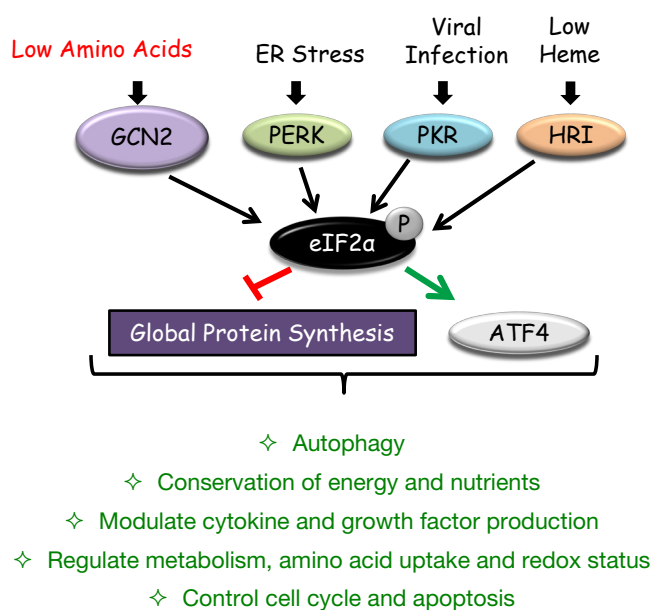 Low Amino Acids
ER Stress
Viral
Infection
Low
Heme
GCN2
PERK
PKR
HRI
P
eIF2α
Global Protein Synthesis
ATF4
✧ Autophagy
✧ Conservation of energy and nutrients
✧ Modulate cytokine and growth factor production
✧ Regulate metabolism, amino acid uptake and redox status
✧ Control cell cycle and apoptosis